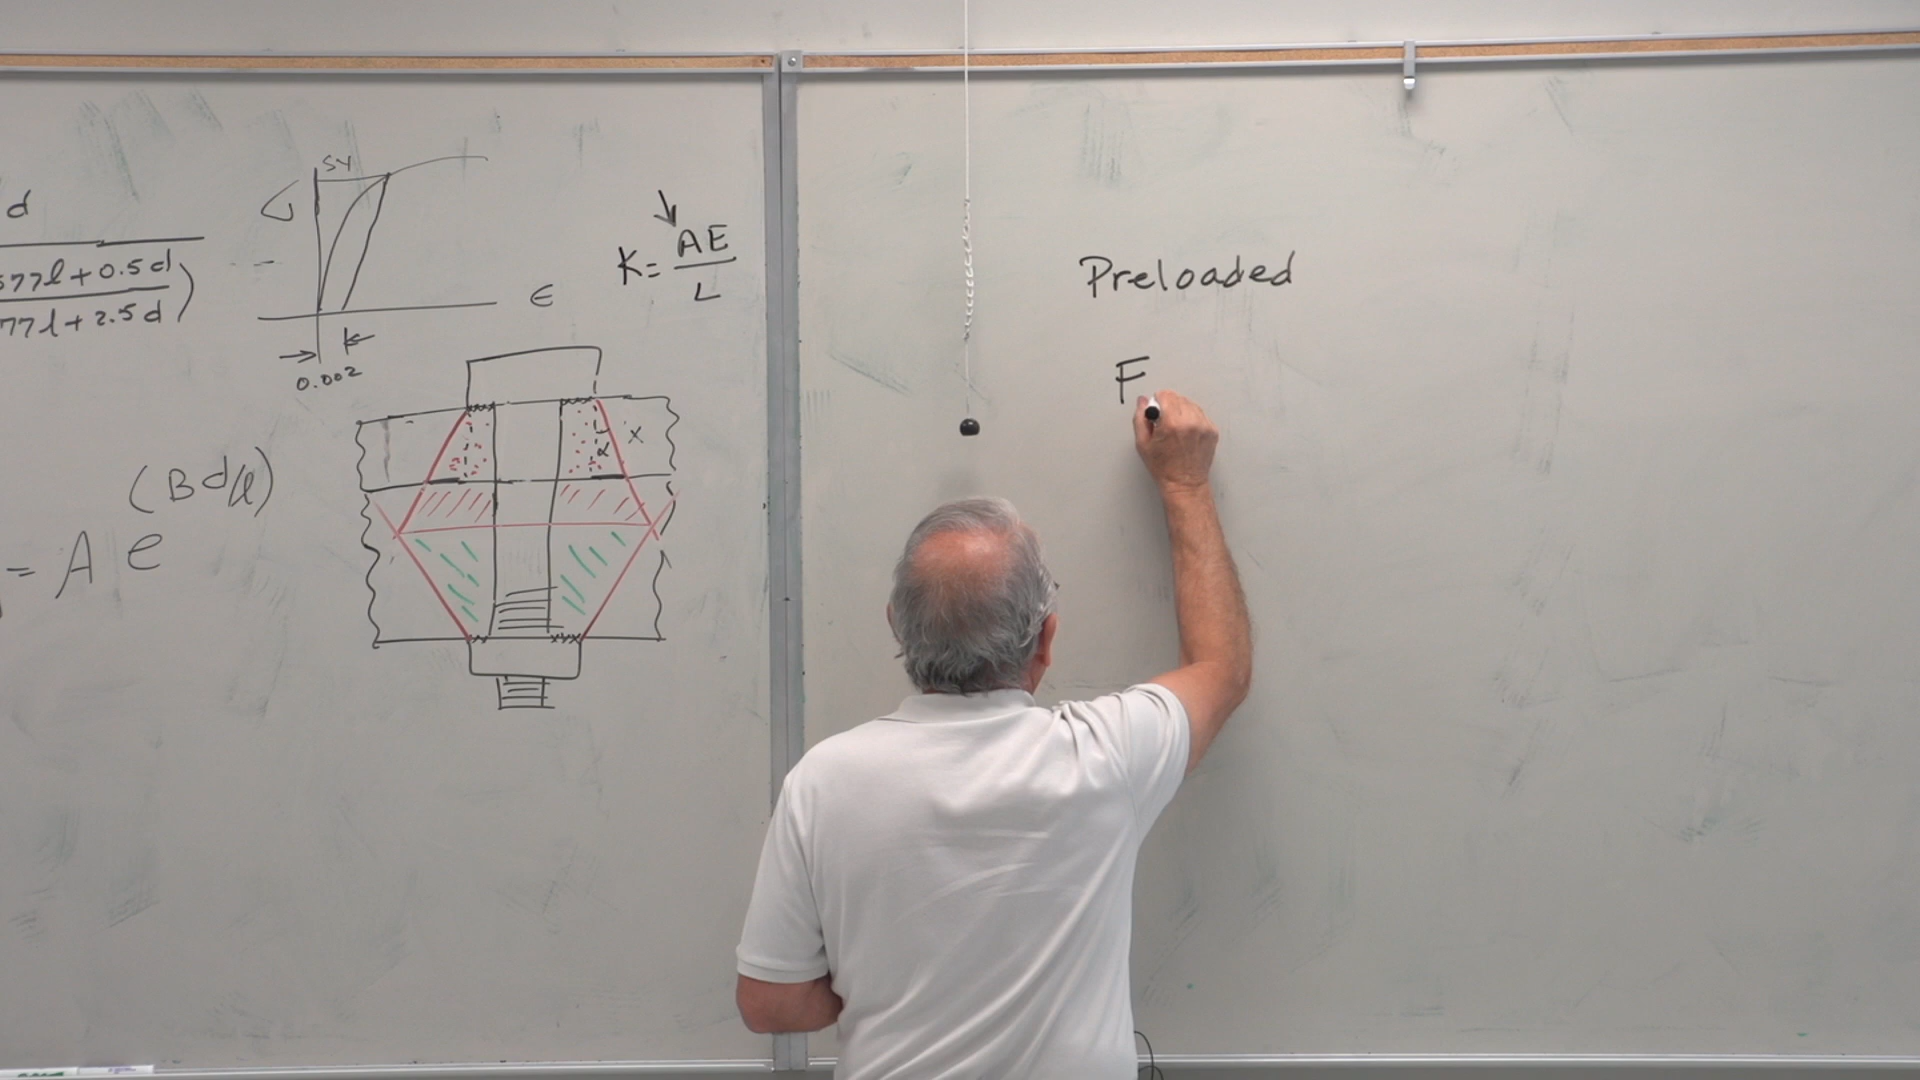 d
577l + 0.5d)
77l + 2.5d)
(Bd/l)
= A e
Sy
σ
ϵ
0.002
K = AE
L
α
x
Preloaded
F